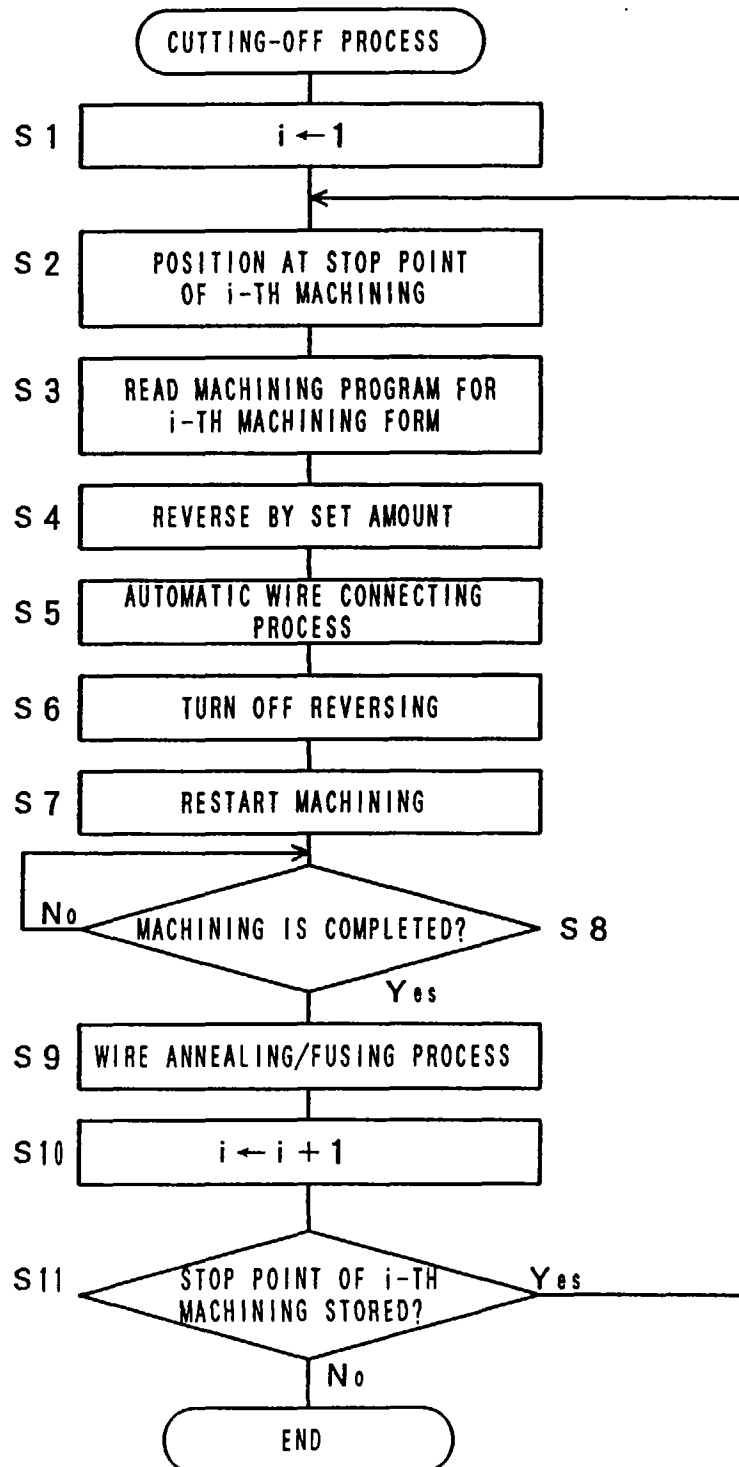 CUTTING-OFF PROCESS
S1
i ← 1
S2
POSITION AT STOP POINT
OF i-TH MACHINING
S3
READ MACHINING PROGRAM FOR
i-TH MACHINING FORM
S4
REVERSE BY SET AMOUNT
S5
AUTOMATIC WIRE CONNECTING
PROCESS
S6
TURN OFF REVERSING
S7
RESTART MACHINING
No
MACHINING IS COMPLETED?
S8
Yes
S9
WIRE ANNEALING/FUSING PROCESS
S10
i ← i + 1
S11
STOP POINT OF i-TH
MACHINING STORED?
Yes
No
END